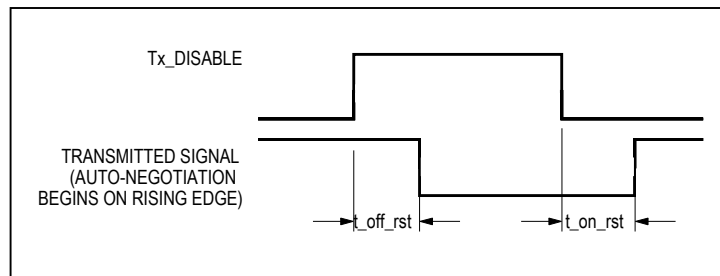 Tx_DISABLE
TRANSMITTED SIGNAL
(AUTO-NEGOTIATION
BEGINS ON RISING EDGE)
t_off_rst
t_on_rst